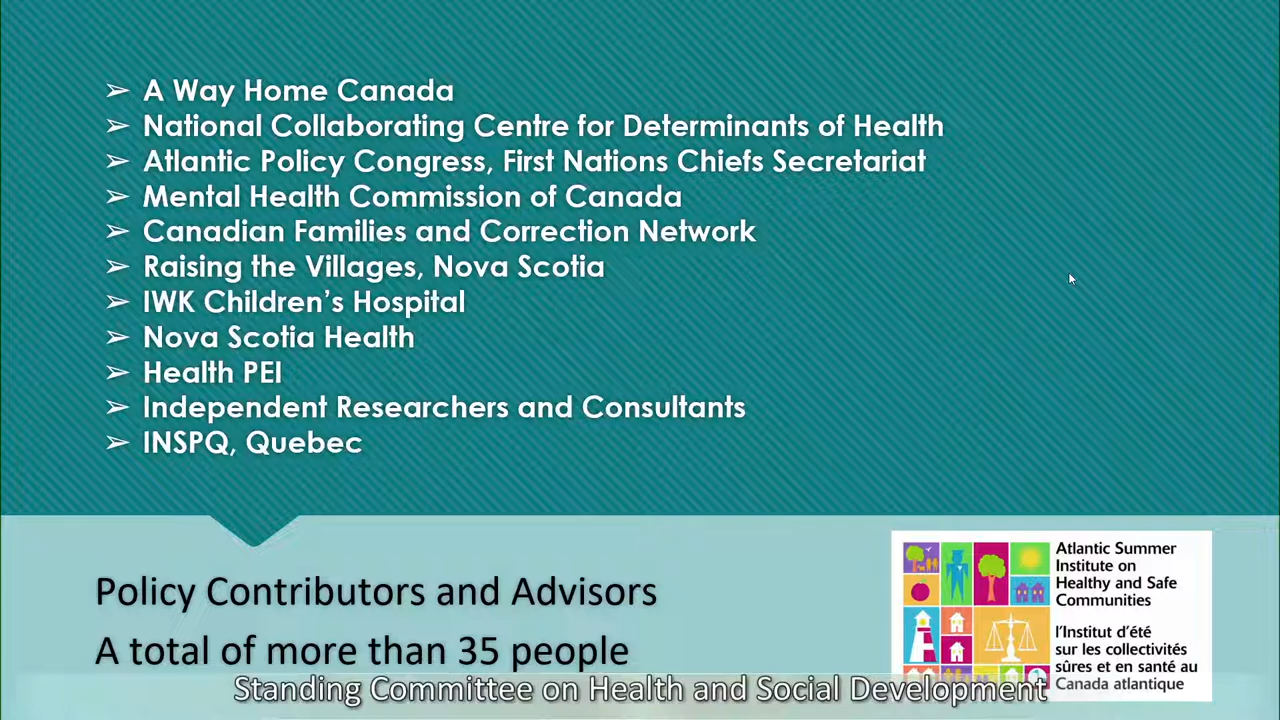 ➢ A Way Home Canada
➢ National Collaborating Centre for Determinants of Health
➢ Atlantic Policy Congress, First Nations Chiefs Secretariat
➢ Mental Health Commission of Canada
➢ Canadian Families and Correction Network
➢ Raising the Villages, Nova Scotia
➢ IWK Children’s Hospital
➢ Nova Scotia Health
➢ Health PEI
➢ Independent Researchers and Consultants
➢ INSPQ, Quebec
Policy Contributors and Advisors
A total of more than 35 people
Atlantic Summer
Institute on
Healthy and Safe
Communities
l’Institut d’été
sur les collectivités
sûres et en santé au
Canada atlantique
Standing Committee on Health and Social Development